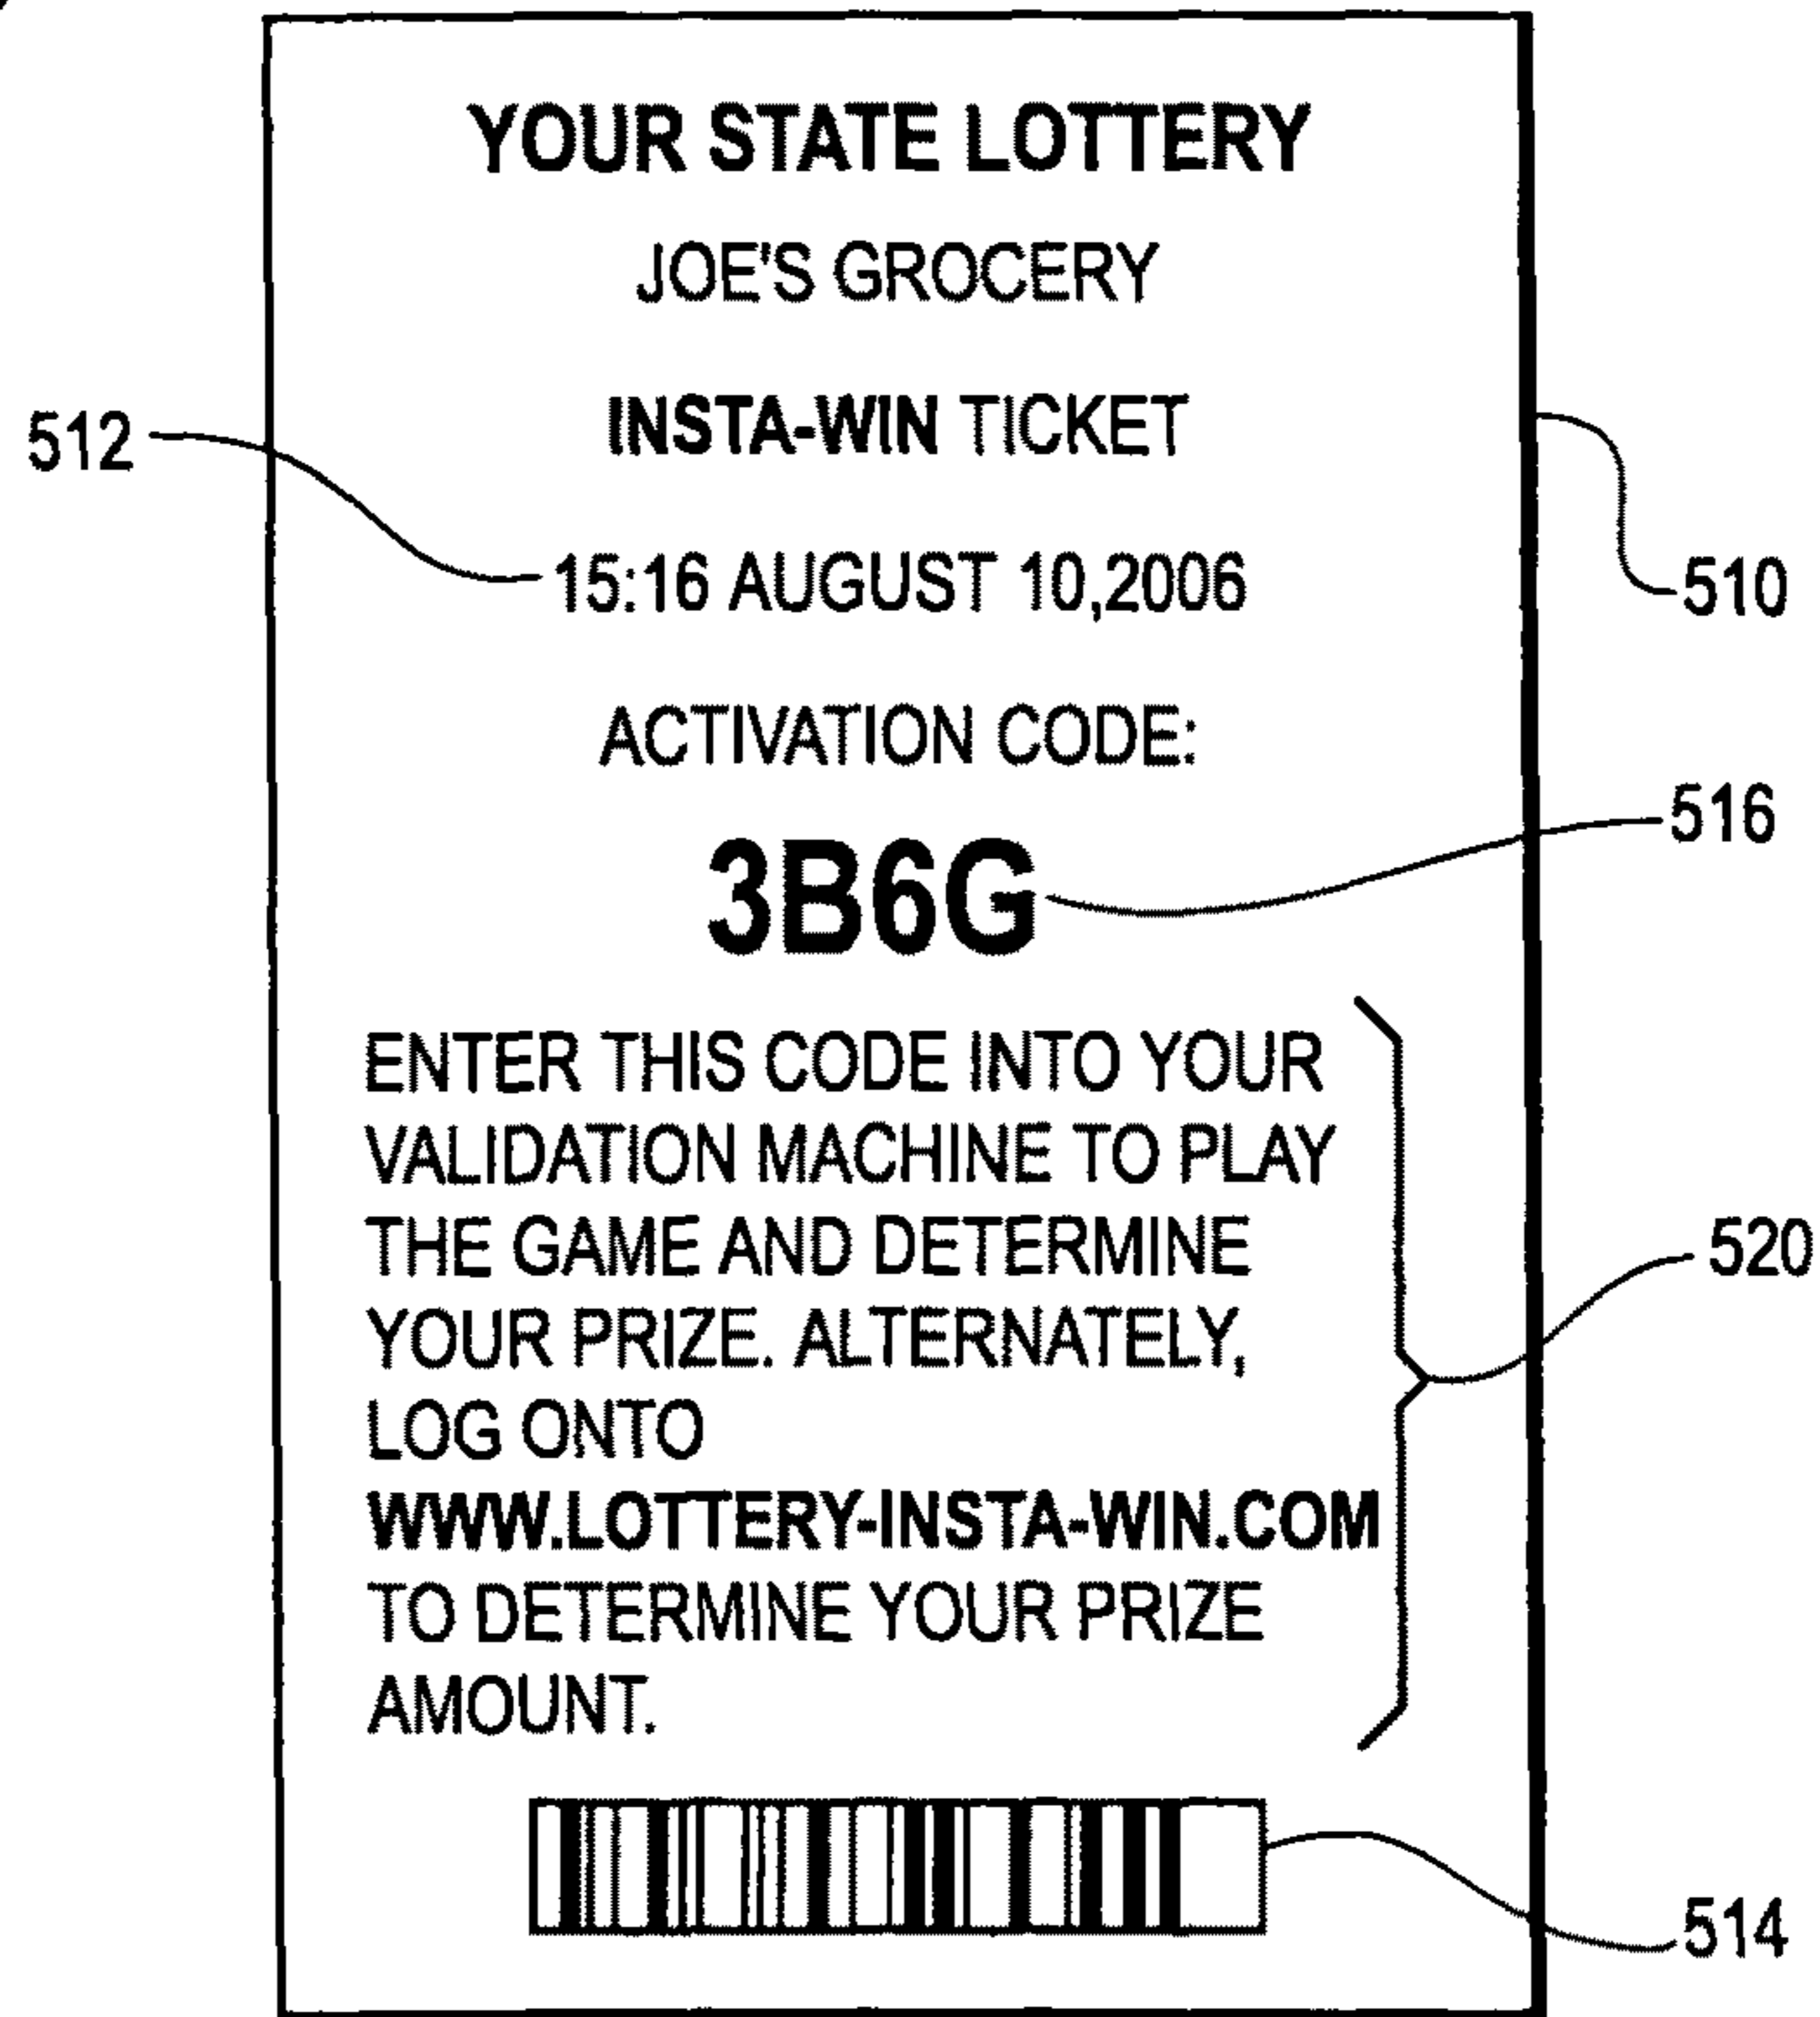 YOUR STATE LOTTERY
JOE'S GROCERY
INSTA-WIN TICKET
512
15:16 AUGUST 10,2006
510
ACTIVATION CODE:
516
3B6G
ENTER THIS CODE INTO YOUR
VALIDATION MACHINE TO PLAY
THE GAME AND DETERMINE
520
YOUR PRIZE. ALTERNATELY,
LOG ONTO
WWW.LOTTERY-INSTA-WIN.COM
TO DETERMINE YOUR PRIZE
AMOUNT.
514